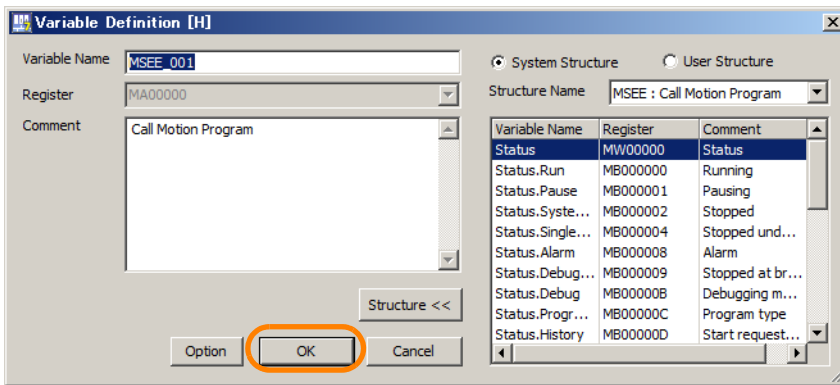 Variable Definition [H]
Variable Name MSEE_001
Register MA00000
Comment Call Motion Program
Structure <<
Option OK Cancel
System Structure User Structure
Structure Name MSEE : Call Motion Program
Variable Name Register Comment
Status MW00000 Status
Status.Run MB000000 Running
Status.Pause MB000001 Pausing
Status.Syste... MB000002 Stopped
Status.Single... MB000004 Stopped und...
Status.Alarm MB000008 Alarm
Status.Debug... MB000009 Stopped at br...
Status.Debug MB00000B Debugging m...
Status.Progr... MB00000C Program type
Status.History MB00000D Start request...